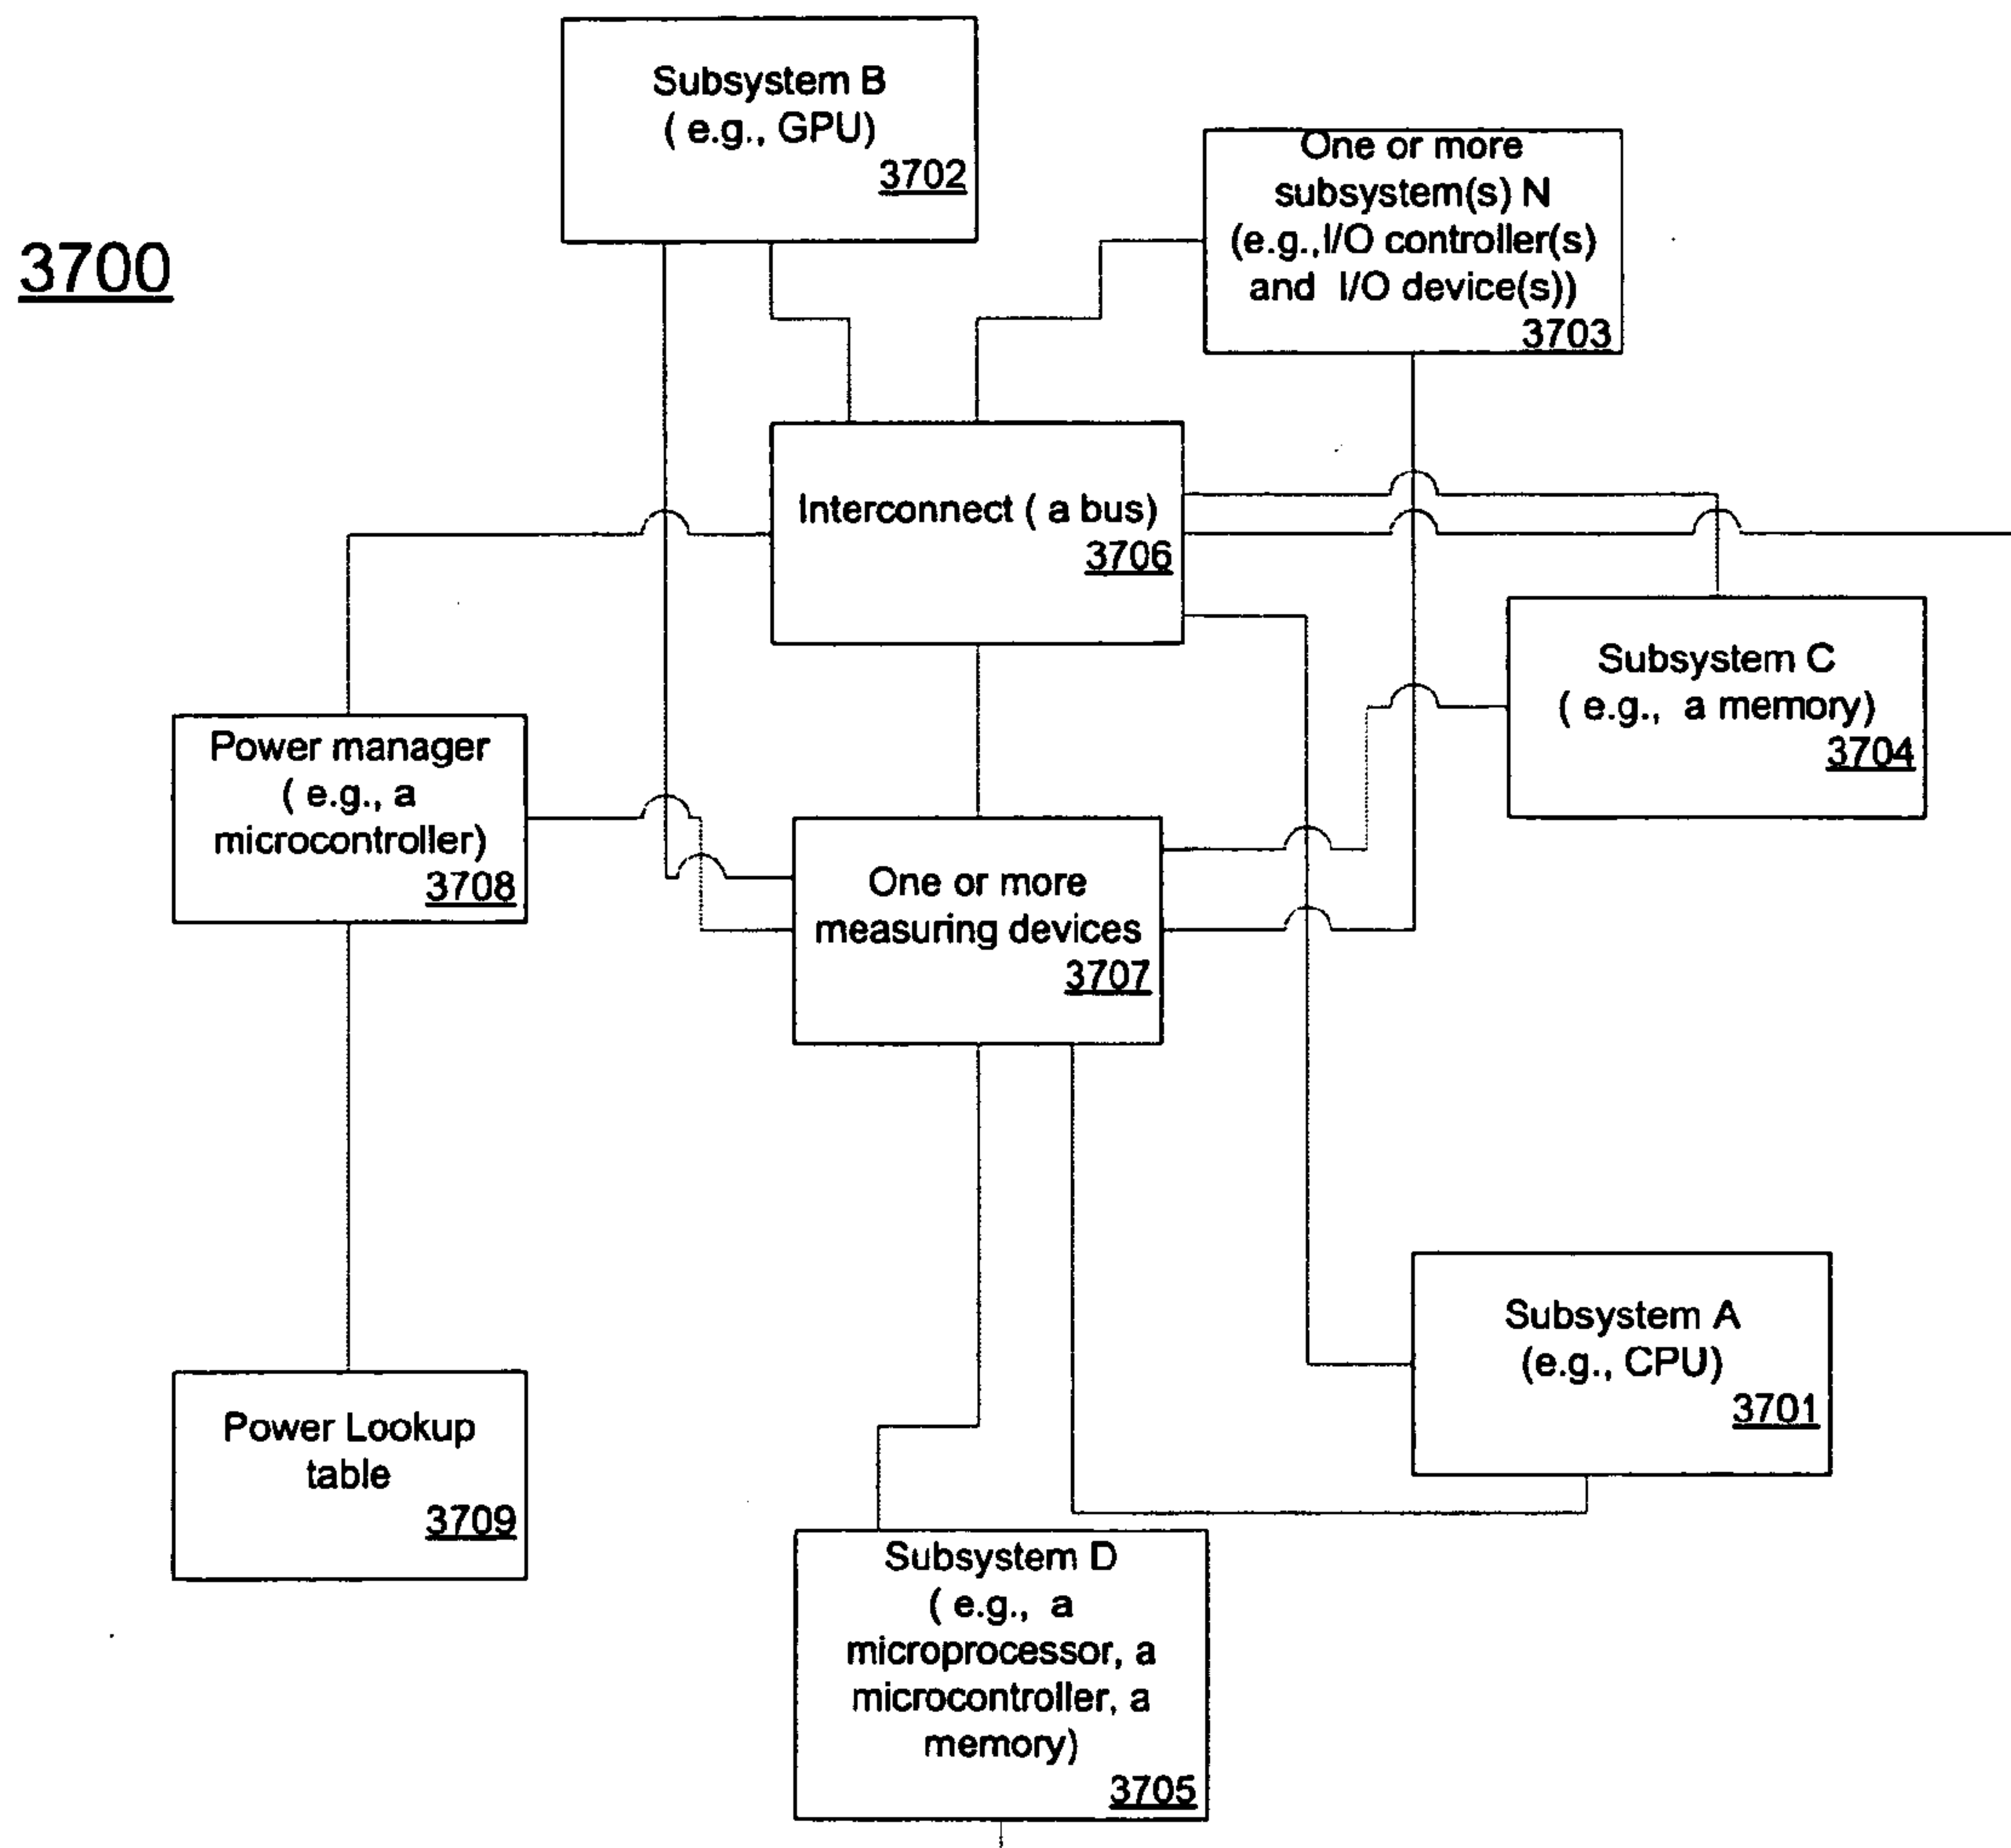 Subsystem B
( e.g., GPU)
3702
One or more
subsystem(s) N
(e.g.,I/O controller(s)
and I/O device(s))
3703
3700
Interconnect ( a bus)
3706
Subsystem C
( e.g., a memory)
3704
Power manager
( e.g., a
microcontroller)
3708
One or more
measuring devices
3707
Subsystem A
(e.g., CPU)
3701
Power Lookup
table
3709
Subsystem D
( e.g., a
microprocessor, a
microcontroller, a
memory)
3705